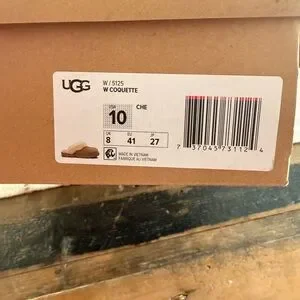 UGG
W / 5125
W COQUETTE
USA
10
CHE
UK EU JP
8 41 27
MADE IN VIETNAM
FABRIQUÉ AU VIETNAM
7 37045 73112 4